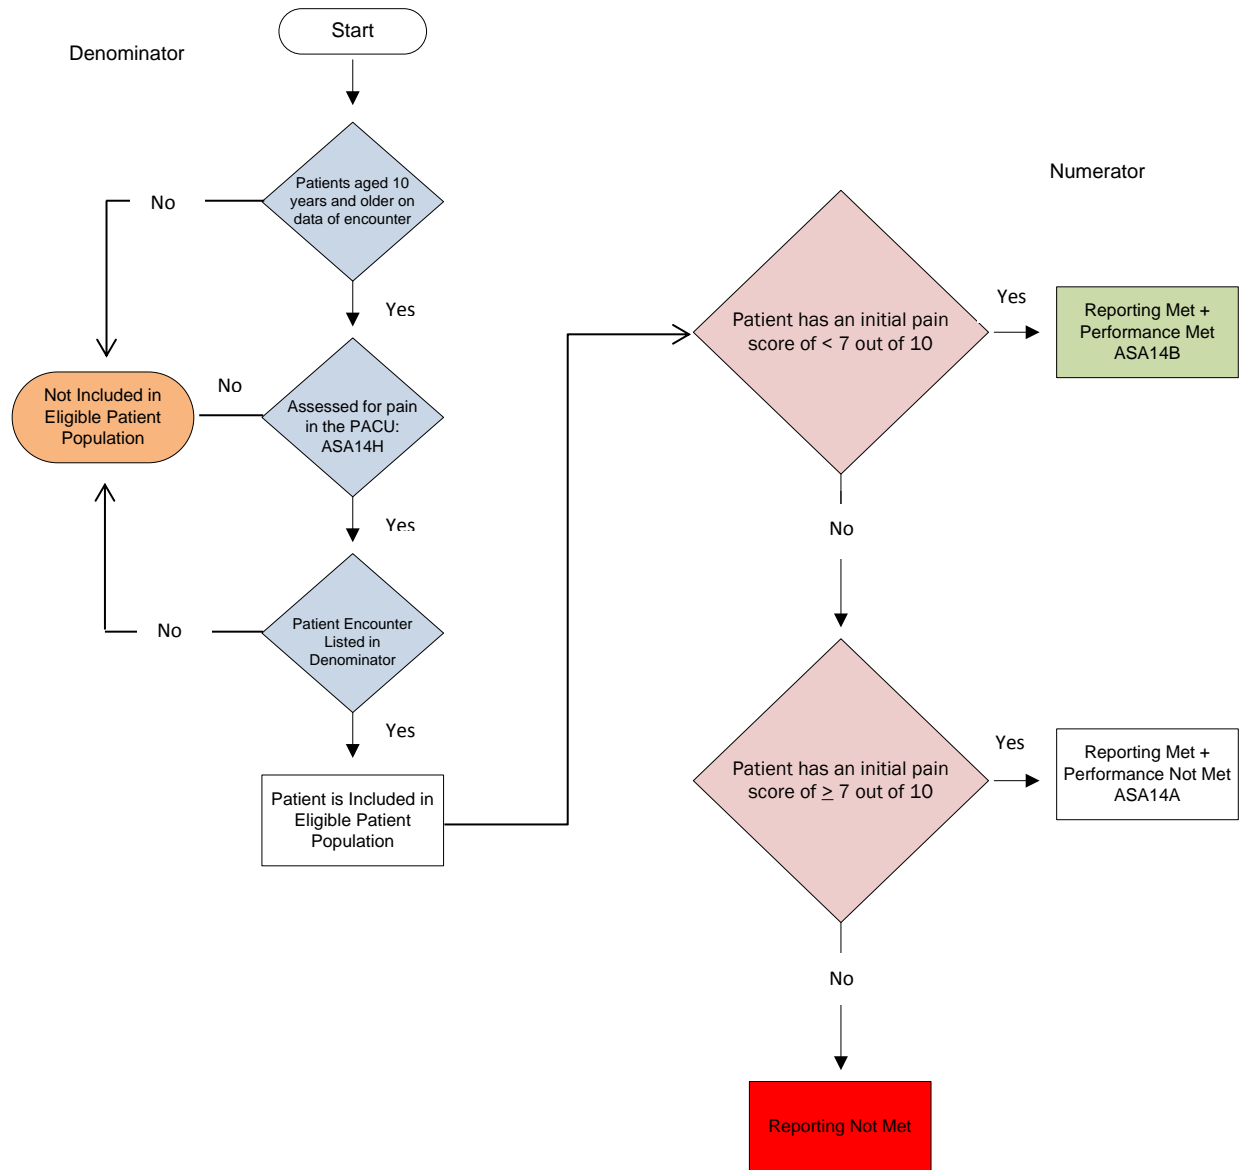 Start
Denominator
Patients aged 10
years and older on
data of encounter
No
Yes
Assessed for pain
in the PACU:
ASA14H
No
Not Included in
Eligible Patient
Population
Yes
Patient Encounter
Listed in
Denominator
No
Yes
Patient is Included in
Eligible Patient
Population
Numerator
Patient has an initial pain
score of < 7 out of 10
Yes
Reporting Met +
Performance Met
ASA14B
No
Patient has an initial pain
score of ≥ 7 out of 10
Yes
Reporting Met +
Performance Not Met
ASA14A
No
Reporting Not Met